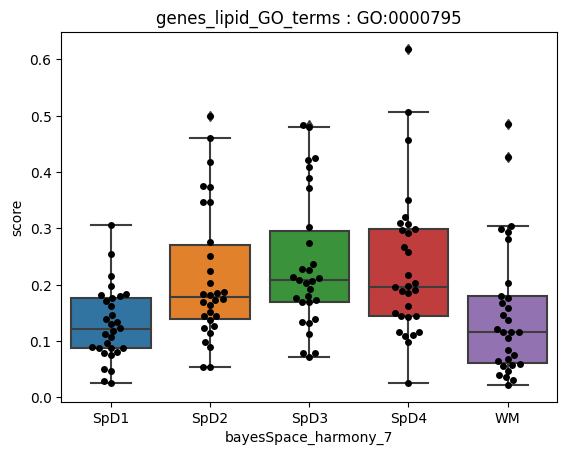 genes_lipid_GO_terms : GO:0000795
score
0.6
0.5
0.4
0.3
0.2
0.1
0.0
SpD1 SpD2 SpD3 SpD4 WM
bayesSpace_harmony_7